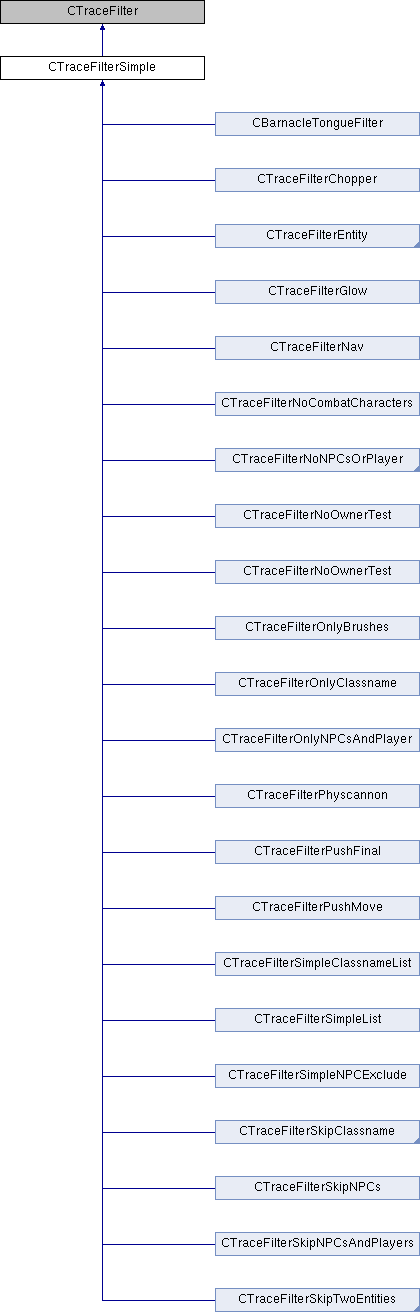 CTraceFilter
CTraceFilterSimple
CBarnacleTongueFilter
CTraceFilterChopper
CTraceFilterEntity
CTraceFilterGlow
CTraceFilterNav
CTraceFilterNoCombatCharacters
CTraceFilterNoNPCsOrPlayer
CTraceFilterNoOwnerTest
CTraceFilterNoOwnerTest
CTraceFilterOnlyBrushes
CTraceFilterOnlyClassname
CTraceFilterOnlyNPCsAndPlayer
CTraceFilterPhyscannon
CTraceFilterPushFinal
CTraceFilterPushMove
CTraceFilterSimpleClassnameList
CTraceFilterSimpleList
CTraceFilterSimpleNPCExclude
CTraceFilterSkipClassname
CTraceFilterSkipNPCs
CTraceFilterSkipNPCsAndPlayers
CTraceFilterSkipTwoEntities